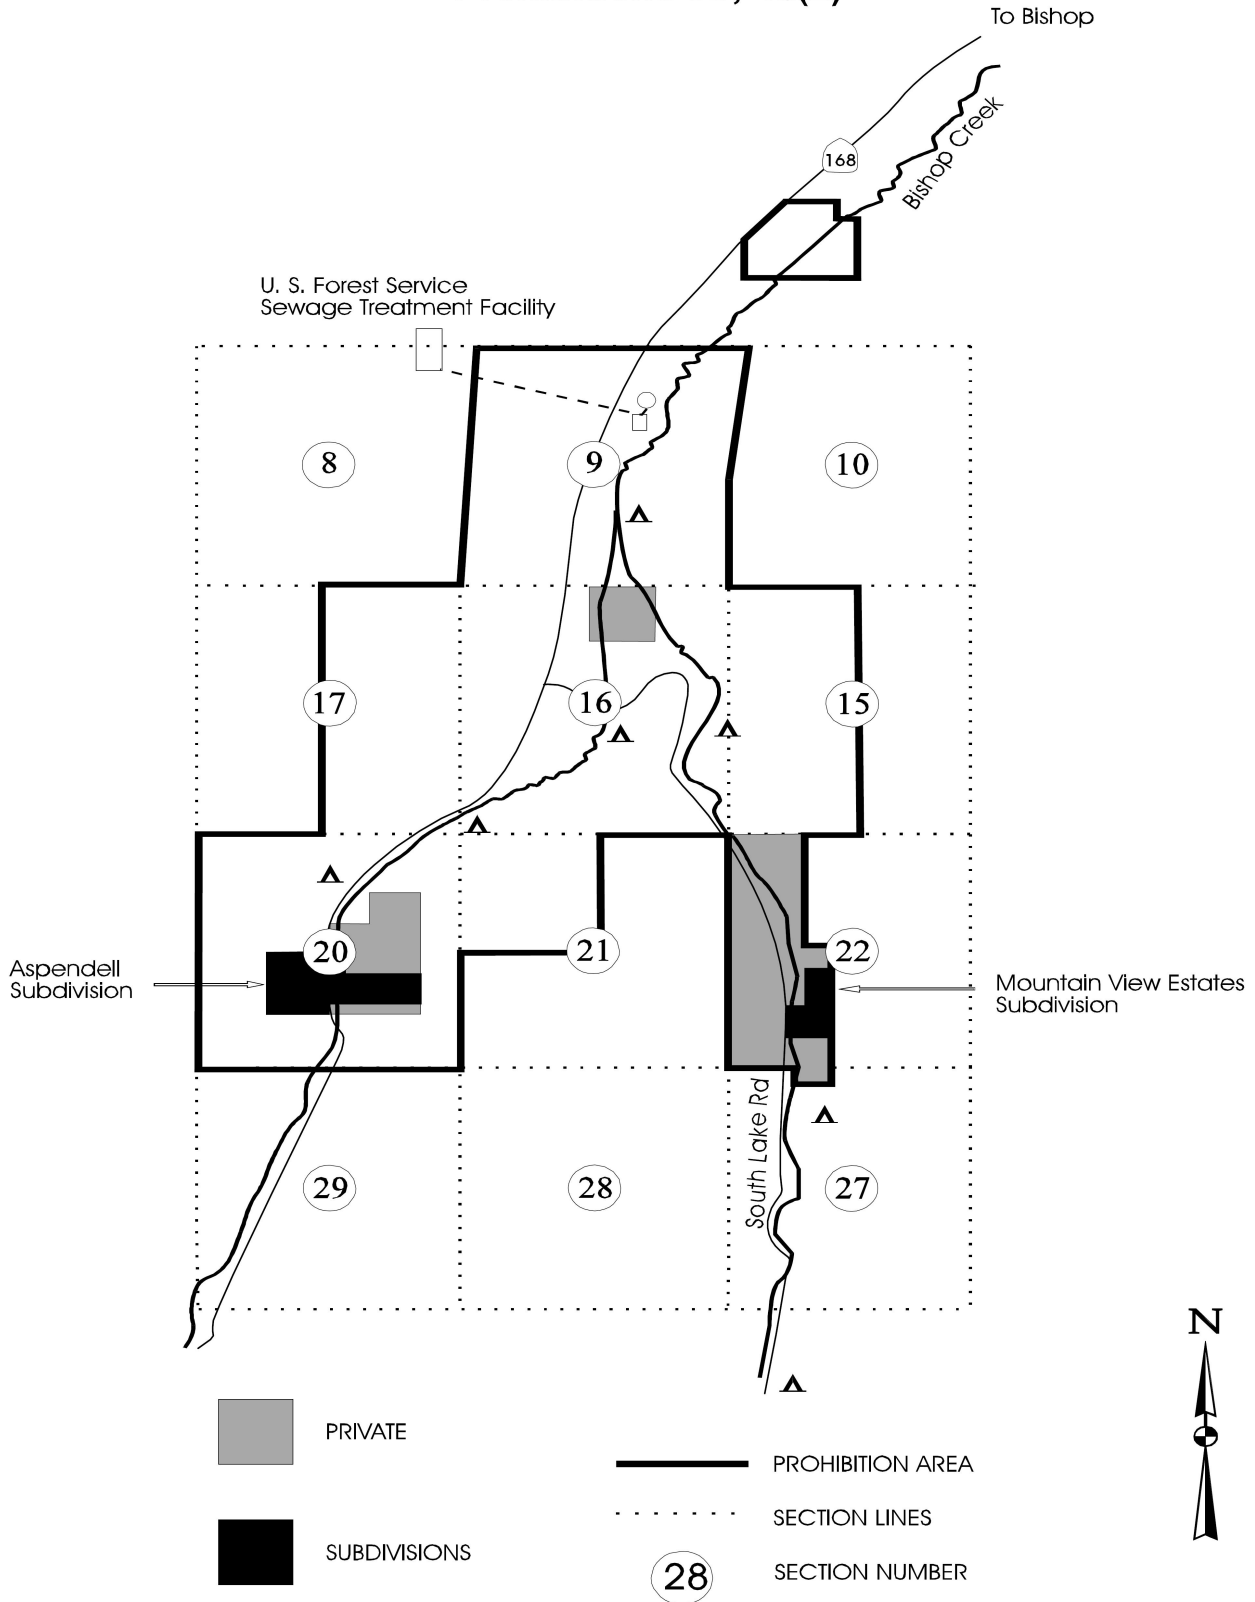 To Bishop
168
Bishop Creek
U. S. Forest Service
Sewage Treatment Facility
8
9
10
17
16
15
20
21
22
Aspendell
Subdivision
Mountain View Estates
Subdivision
South Lake Rd
29
28
27
N
PRIVATE
PROHIBITION AREA
SECTION LINES
SUBDIVISIONS
28
SECTION NUMBER